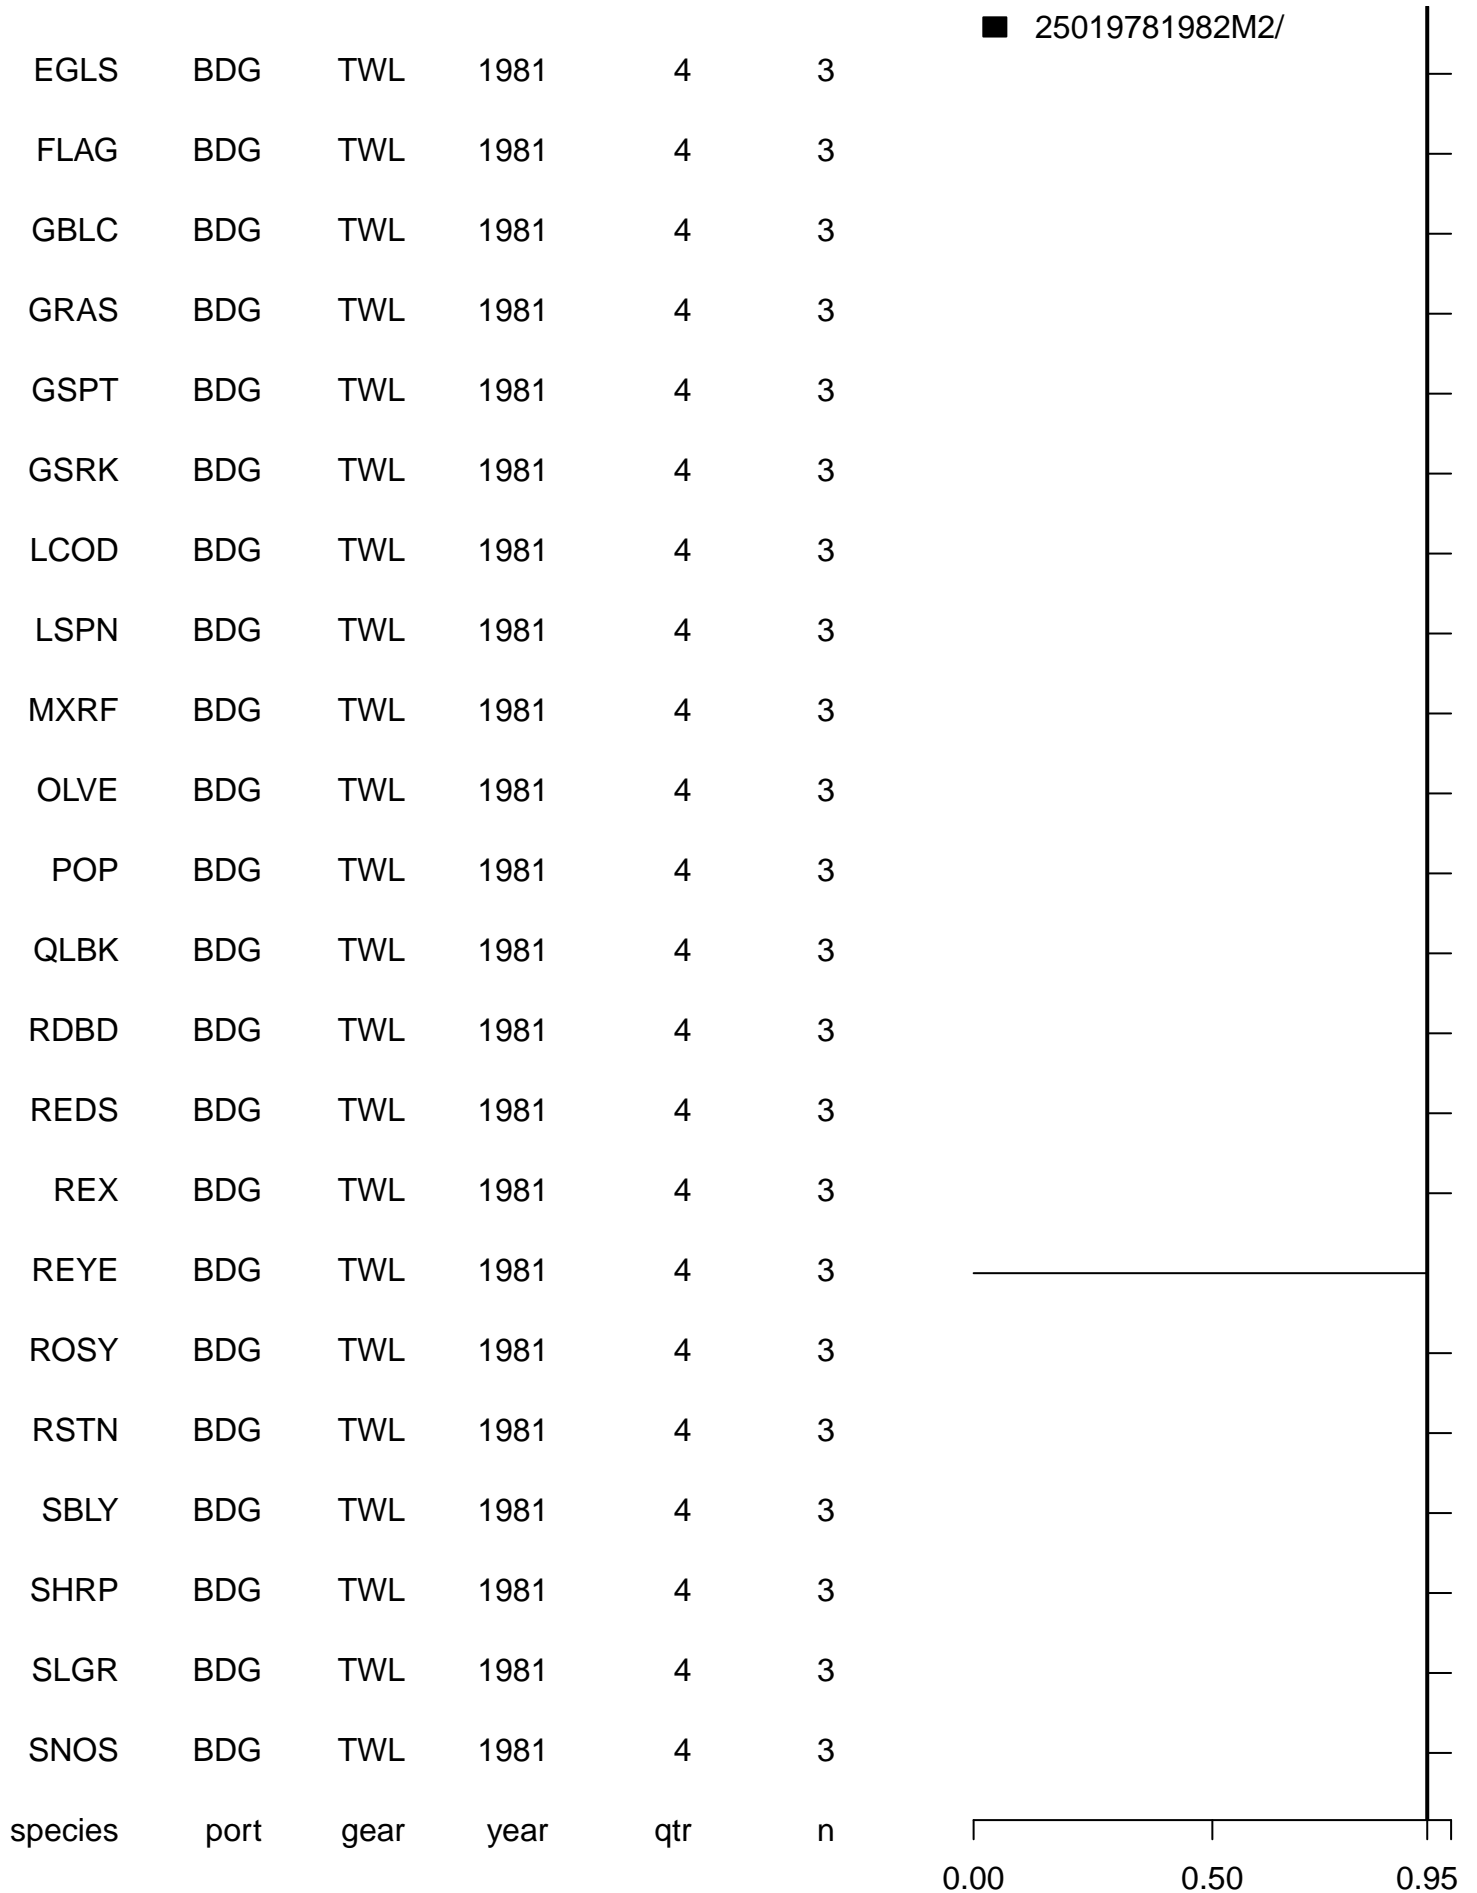 25019781982M2/
EGLS BDG TWL 1981 4 3
FLAG BDG TWL 1981 4 3
GBLC BDG TWL 1981 4 3
GRAS BDG TWL 1981 4 3
GSPT BDG TWL 1981 4 3
GSRK BDG TWL 1981 4 3
LCOD BDG TWL 1981 4 3
LSPN BDG TWL 1981 4 3
MXRF BDG TWL 1981 4 3
OLVE BDG TWL 1981 4 3
POP BDG TWL 1981 4 3
QLBK BDG TWL 1981 4 3
RDBD BDG TWL 1981 4 3
REDS BDG TWL 1981 4 3
REX BDG TWL 1981 4 3
REYE BDG TWL 1981 4 3
ROSY BDG TWL 1981 4 3
RSTN BDG TWL 1981 4 3
SBLY BDG TWL 1981 4 3
SHRP BDG TWL 1981 4 3
SLGR BDG TWL 1981 4 3
SNOS BDG TWL 1981 4 3
species port gear year qtr n
0.00 0.50 0.95